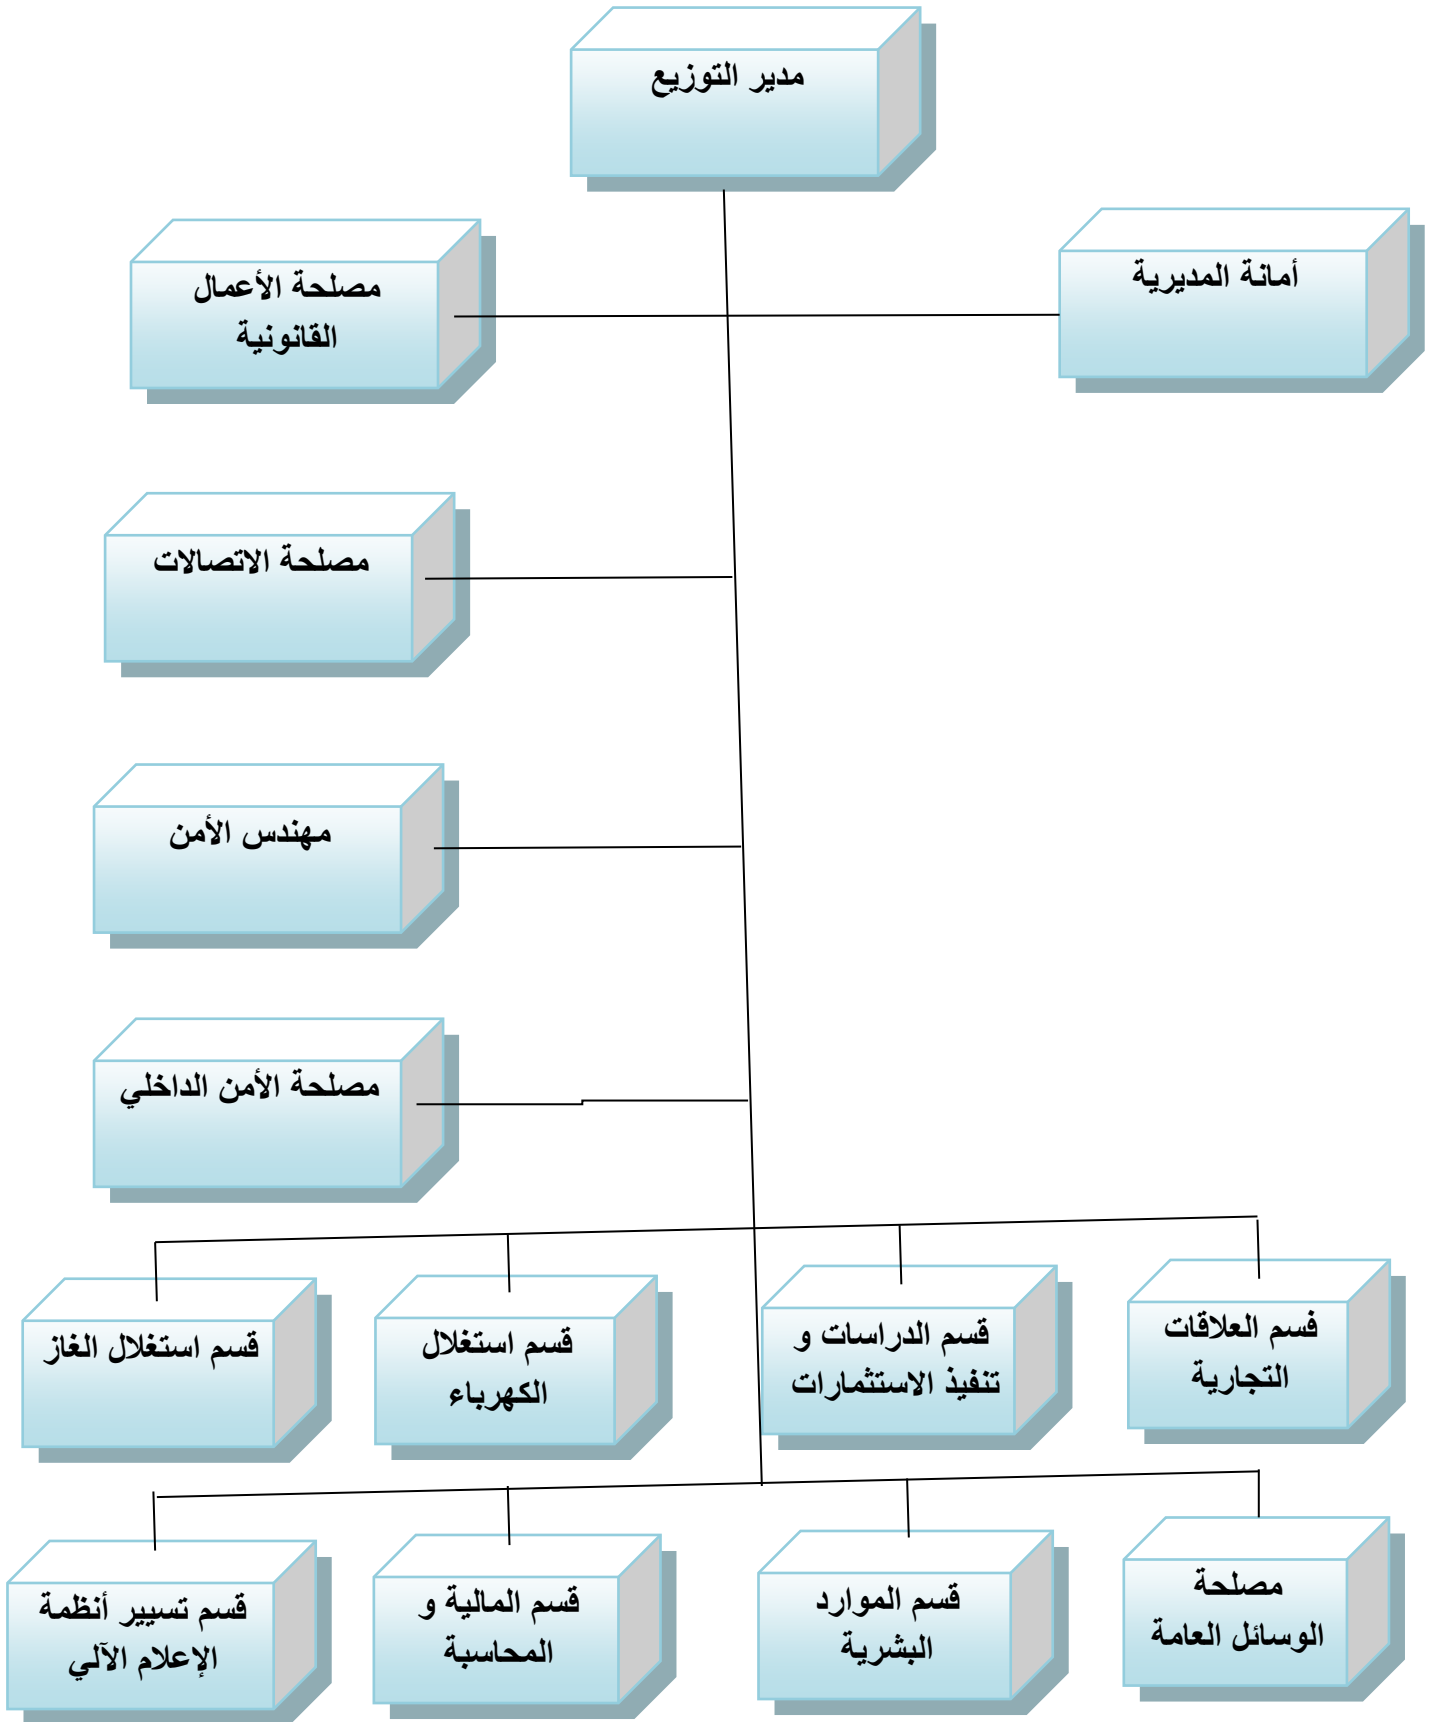 مدير التوزيع
أمانة المديرية
مصلحة الأعمال
القانونية
مصلحة الاتصالات
مهندس الأمن
مصلحة الأمن الداخلي
فسم العلاقات
التجارية
قسم الدراسات و
تنفيذ الاستثمارات
قسم استغلال
الكهرباء
قسم استغلال الغاز
مصلحة
الوسائل العامة
قسم الموارد
البشرية
قسم المالية و
المحاسبة
قسم تسيير أنظمة
الإعلام الآلي